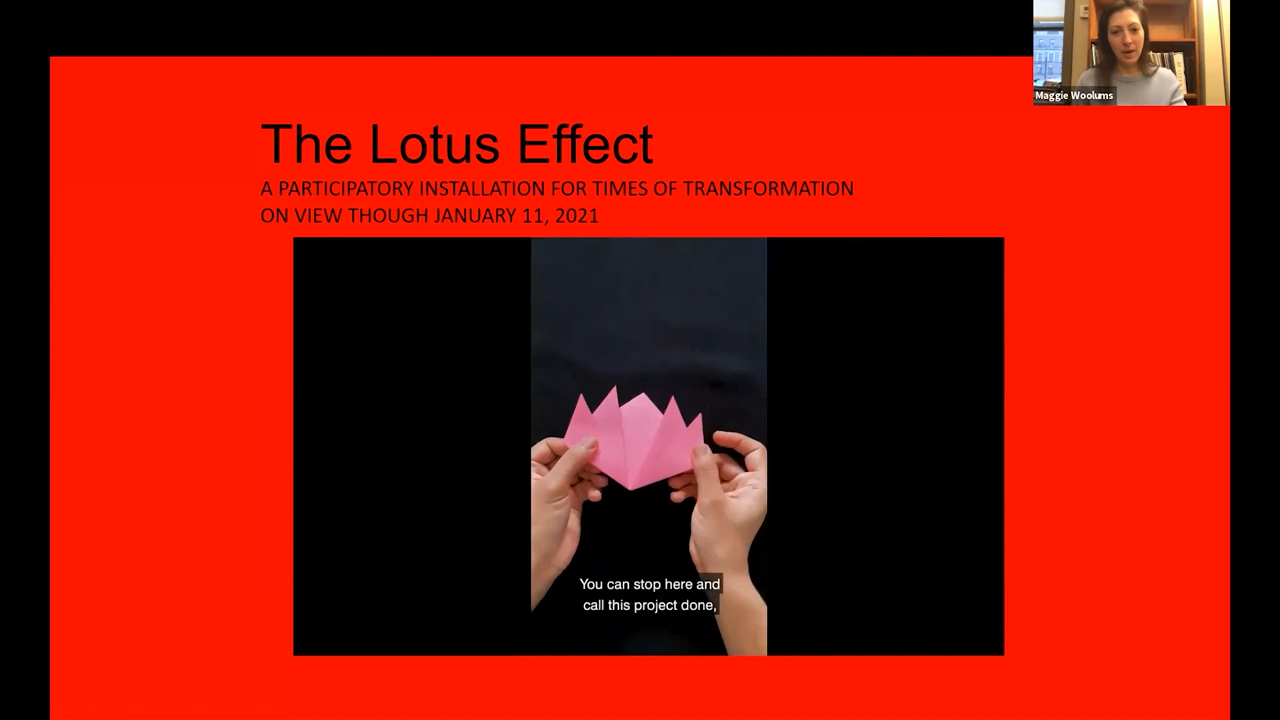 Maggie Woolums
The Lotus Effect
A PARTICIPATORY INSTALLATION FOR TIMES OF TRANSFORMATION
ON VIEW THOUGH JANUARY 11, 2021
You can stop here and
call this project done,